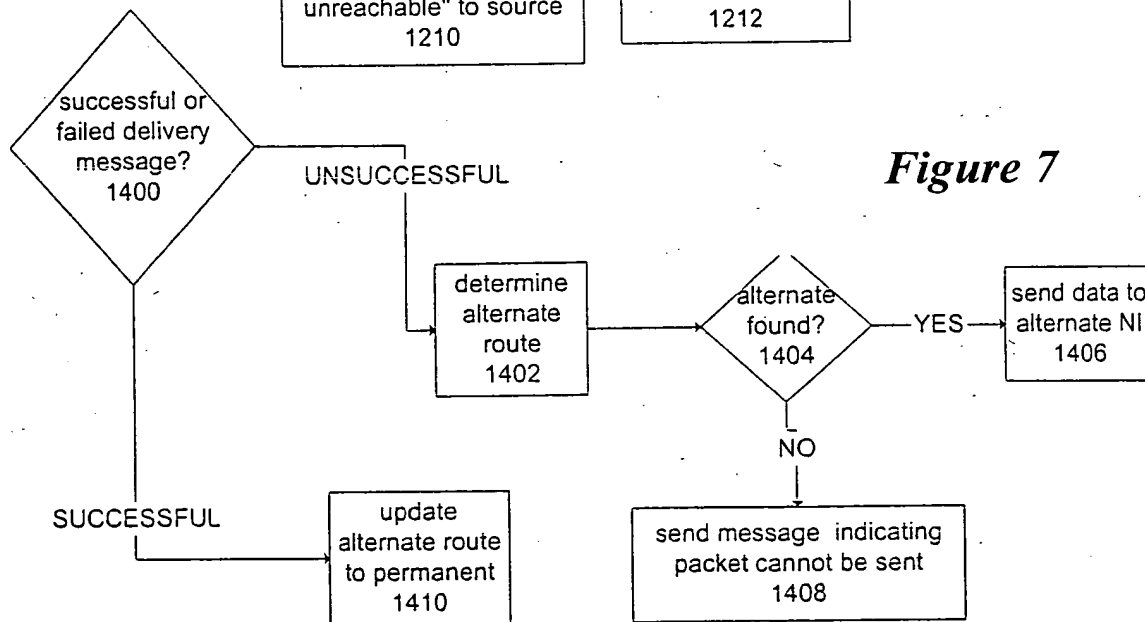 unreachable" to source
1210
1212
successful or
failed delivery
message?
1400
UNSUCCESSFUL
Figure 7
determine
alternate
route
1402
alternate
found?
1404
YES
send data to
alternate NI
1406
NO
SUCCESSFUL
update
alternate route
to permanent
1410
send message indicating
packet cannot be sent
1408